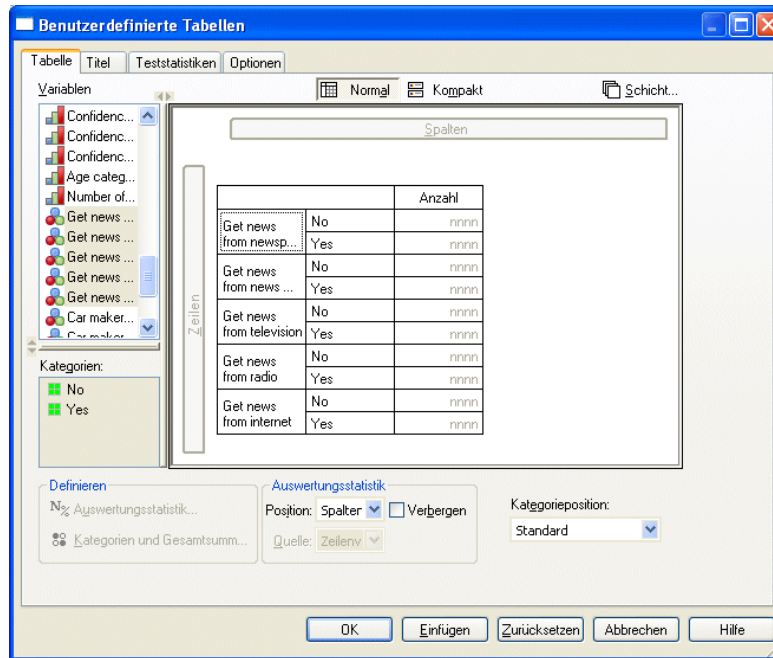 Benutzerdefinierte Tabellen
Tabelle Titel Teststatistiken Optionen
Variablen
Normal Kompakt Schicht...
Confidenc...
Confidenc...
Confidenc...
Age categ...
Number of...
Get news ...
Get news ...
Get news ...
Get news ...
Get news ...
Car maker...
Car maker
Kategorien:
No
Yes
Spalten
Zeilen
Anzahl
Get news from newsp... No nnnn
Yes nnnn
Get news from news ... No nnnn
Yes nnnn
Get news from television No nnnn
Yes nnnn
Get news from radio No nnnn
Yes nnnn
Get news from internet No nnnn
Yes nnnn
Definieren
N% Auswertungsstatistik...
Kategorien und Gesamtsumm...
Auswertungsstatistik
Position: Spalter Verbergen
Quelle: Zeilenv
Kategorieposition:
Standard
OK Einfügen Zurücksetzen Abbrechen Hilfe